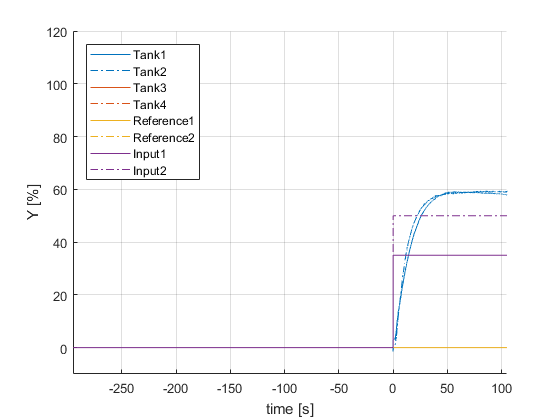 120
100
80
60
40
20
0
Y [%]
Tank1
Tank2
Tank3
Tank4
Reference1
Reference2
Input1
Input2
-250 -200 -150 -100 -50 0 50 100
time [s]